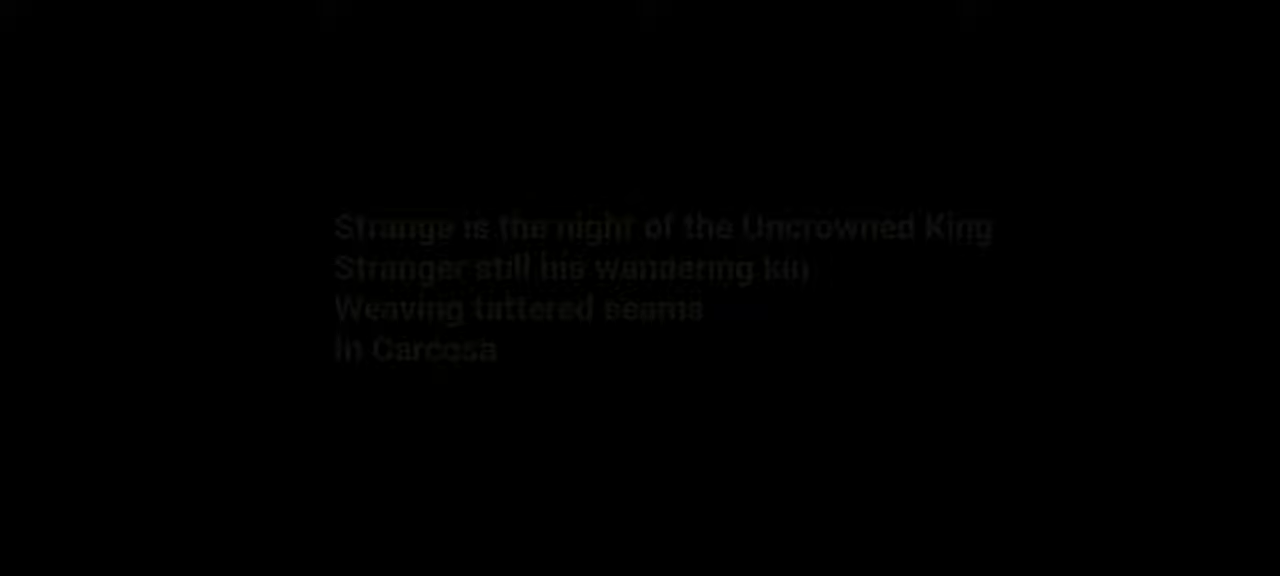 Strange is the night of the Uncrowned King
Stranger still his wandering kin
Weaving tattered seams
In Carcosa